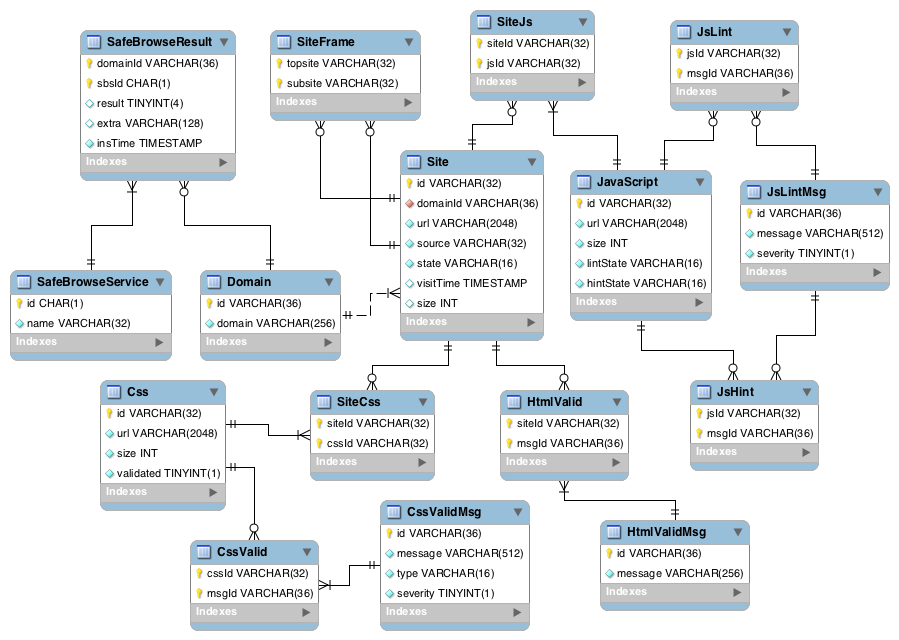 SafeBrowseResult
domainId VARCHAR(36)
sbsId CHAR(1)
result TINYINT(4)
extra VARCHAR(128)
insTime TIMESTAMP
Indexes
SiteFrame
topsite VARCHAR(32)
subsite VARCHAR(32)
Indexes
SiteJs
siteId VARCHAR(32)
jsId VARCHAR(32)
Indexes
JsLint
jsId VARCHAR(32)
msgId VARCHAR(36)
Indexes
Site
id VARCHAR(32)
domainId VARCHAR(36)
url VARCHAR(2048)
source VARCHAR(32)
state VARCHAR(16)
visitTime TIMESTAMP
size INT
Indexes
JavaScript
id VARCHAR(32)
url VARCHAR(2048)
size INT
lintState VARCHAR(16)
hintState VARCHAR(16)
Indexes
JsLintMsg
id VARCHAR(36)
message VARCHAR(512)
severity TINYINT(1)
Indexes
SafeBrowseService
id CHAR(1)
name VARCHAR(32)
Indexes
Domain
id VARCHAR(36)
domain VARCHAR(256)
Indexes
Css
id VARCHAR(32)
url VARCHAR(2048)
size INT
validated TINYINT(1)
Indexes
SiteCss
siteId VARCHAR(32)
cssId VARCHAR(32)
Indexes
HtmlValid
siteId VARCHAR(32)
msgId VARCHAR(36)
Indexes
JsHint
jsId VARCHAR(32)
msgId VARCHAR(36)
Indexes
CssValid
cssId VARCHAR(32)
msgId VARCHAR(36)
Indexes
CssValidMsg
id VARCHAR(36)
message VARCHAR(512)
type VARCHAR(16)
severity TINYINT(1)
Indexes
HtmlValidMsg
id VARCHAR(36)
message VARCHAR(256)
Indexes